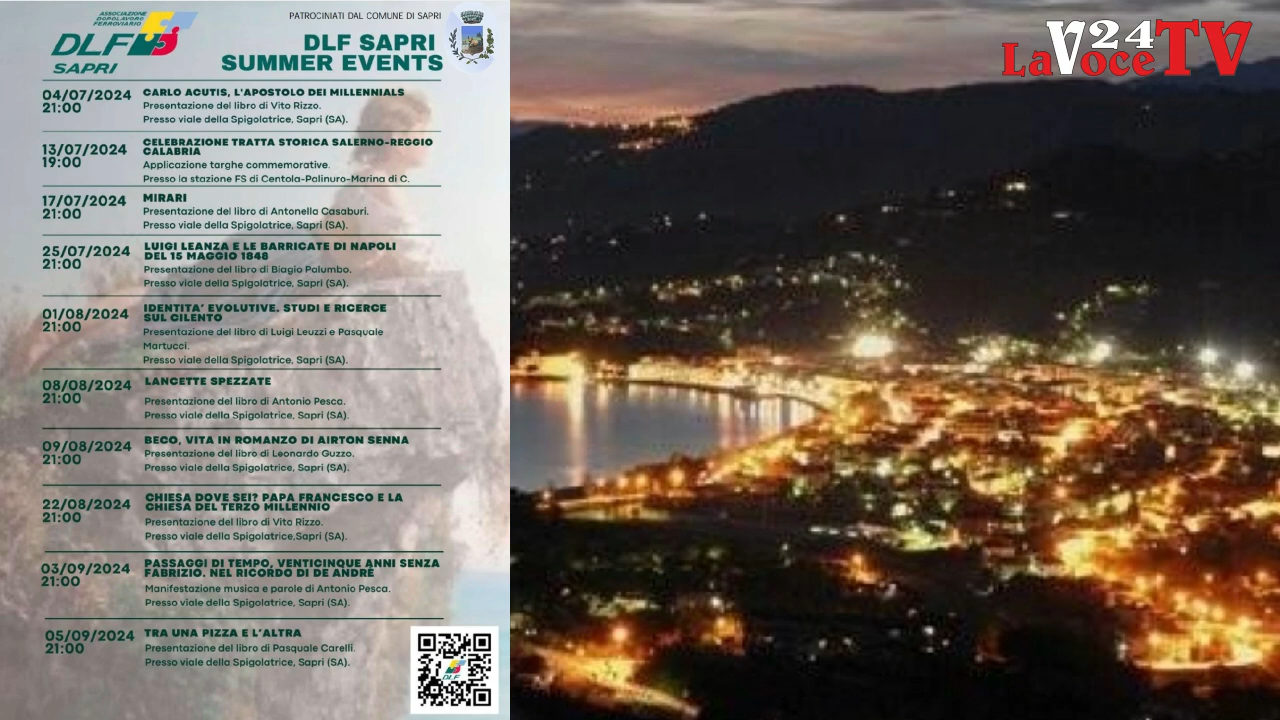 ASSOCIAZIONE
DOPOLAVORO
FERROVIARIO
DLF
SAPRI
PATROCINIATI DAL COMUNE DI SAPRI
DLF SAPRI
SUMMER EVENTS
04/07/2024
21:00
CARLO ACUTIS, L'APOSTOLO DEI MILLENNIALS
Presentazione del libro di Vito Rizzo.
Presso viale della Spigolatrice, Sapri (SA).
13/07/2024
19:00
CELEBRAZIONE TRATTA STORICA SALERNO-REGGIO
CALABRIA
Applicazione targhe commemorative.
Presso la stazione FS di Centola-Palinuro-Marina di C.
17/07/2024
21:00
MIRARI
Presentazione del libro di Antonella Casaburi.
Presso viale della Spigolatrice, Sapri (SA).
25/07/2024
21:00
LUIGI LEANZA E LE BARRICATE DI NAPOLI
DEL 15 MAGGIO 1848
Presentazione del libro di Biagio Palumbo.
Presso viale della Spigolatrice, Sapri (SA).
01/08/2024
21:00
IDENTITA' EVOLUTIVE. STUDI E RICERCE
SUL CILENTO
Presentazione del libro di Luigi Leuzzi e Pasquale
Martucci.
Presso viale della Spigolatrice, Sapri (SA).
08/08/2024
21:00
LANCETTE SPEZZATE
Presentazione del libro di Antonio Pesca.
Presso viale della Spigolatrice, Sapri (SA).
09/08/2024
21:00
BECO, VITA IN ROMANZO DI AIRTON SENNA
Presentazione del libro di Leonardo Guzzo.
Presso viale della Spigolatrice, Sapri (SA).
22/08/2024
21:00
CHIESA DOVE SEI? PAPA FRANCESCO E LA
CHIESA DEL TERZO MILLENNIO
Presentazione del libro di Vito Rizzo.
Presso viale della Spigolatrice,Sapri (SA).
03/09/2024
21:00
PASSAGGI DI TEMPO, VENTICINQUE ANNI SENZA
FABRIZIO. NEL RICORDO DI DE ANDRÈ
Manifestazione musica e parole di Antonio Pesca.
Presso viale della Spigolatrice, Sapri (SA).
05/09/2024
21:00
TRA UNA PIZZA E L'ALTRA
Presentazione del libro di Pasquale Carelli.
Presso viale della Spigolatrice, Sapri (SA).
DLF
LaVoce24TV